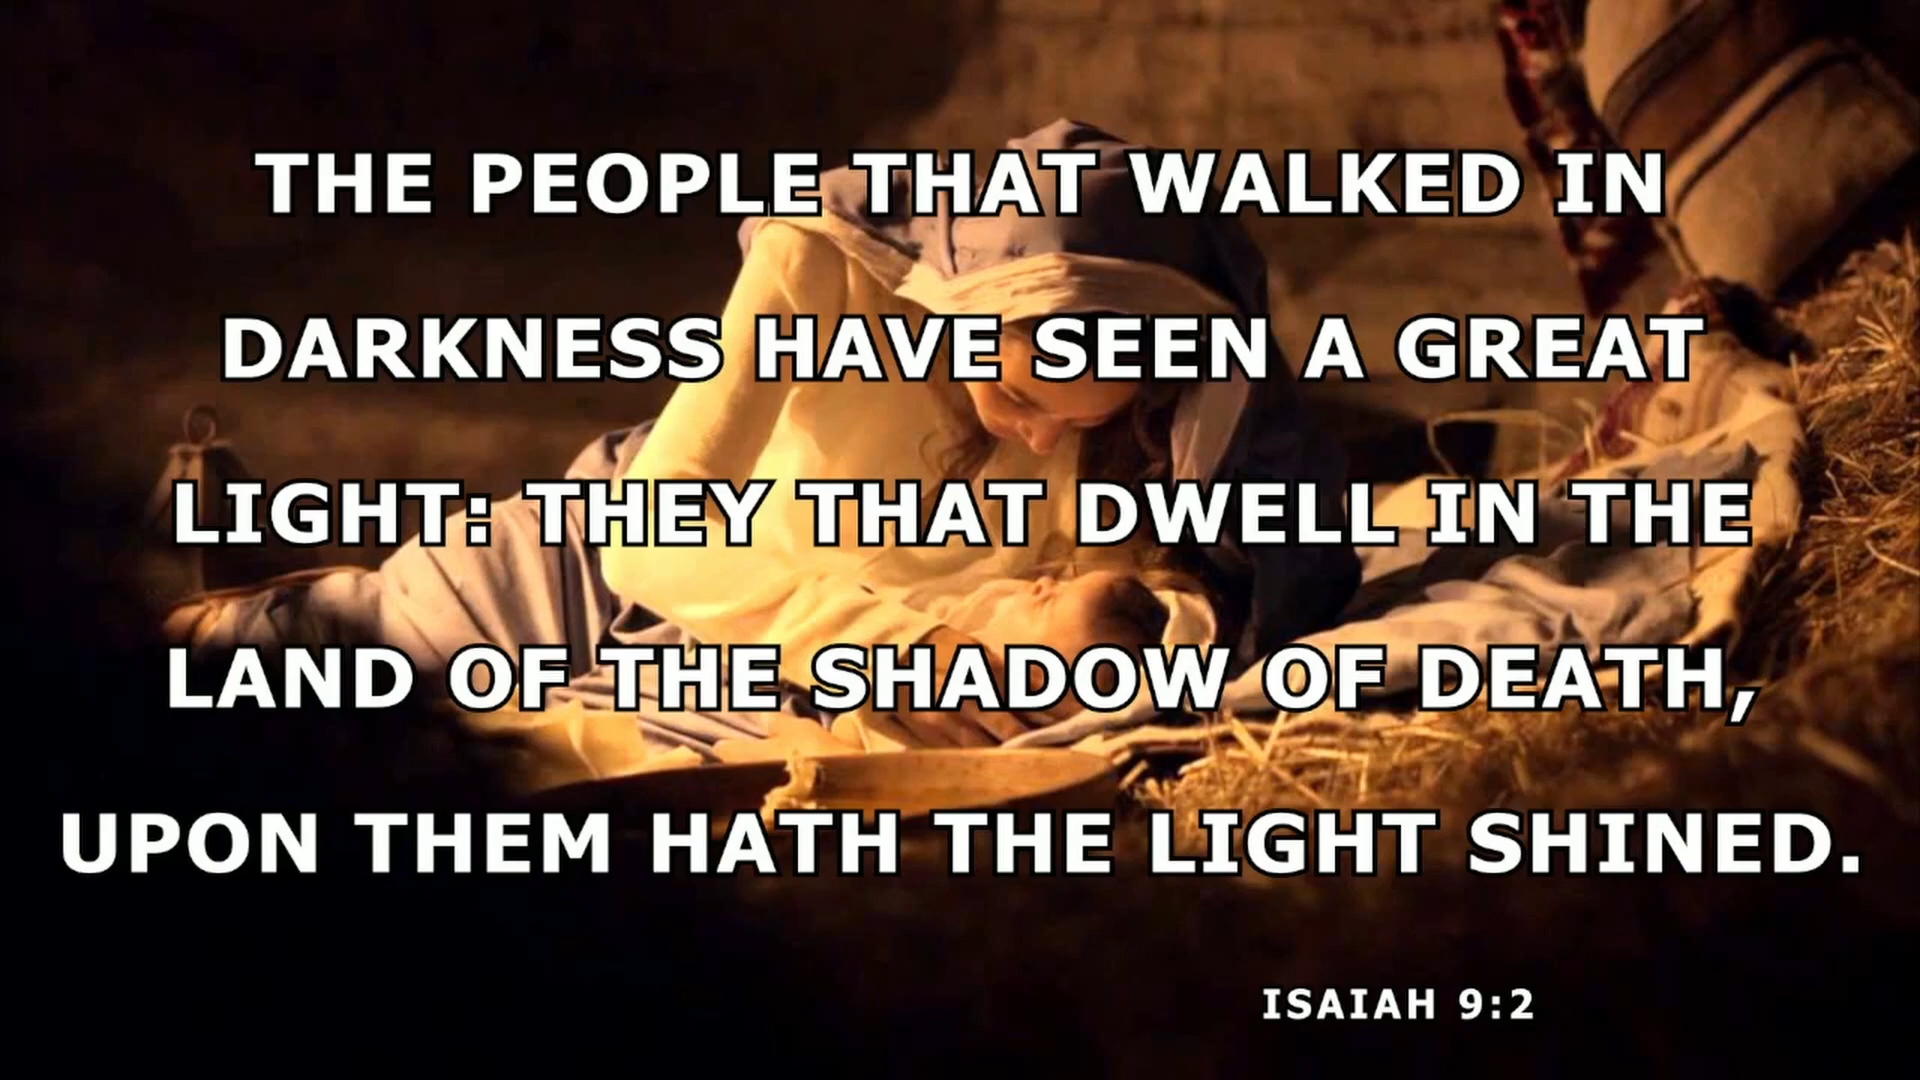 THE PEOPLE THAT WALKED IN
DARKNESS HAVE SEEN A GREAT
LIGHT: THEY THAT DWELL IN THE
LAND OF THE SHADOW OF DEATH,
UPON THEM HATH THE LIGHT SHINED.
ISAIAH 9:2